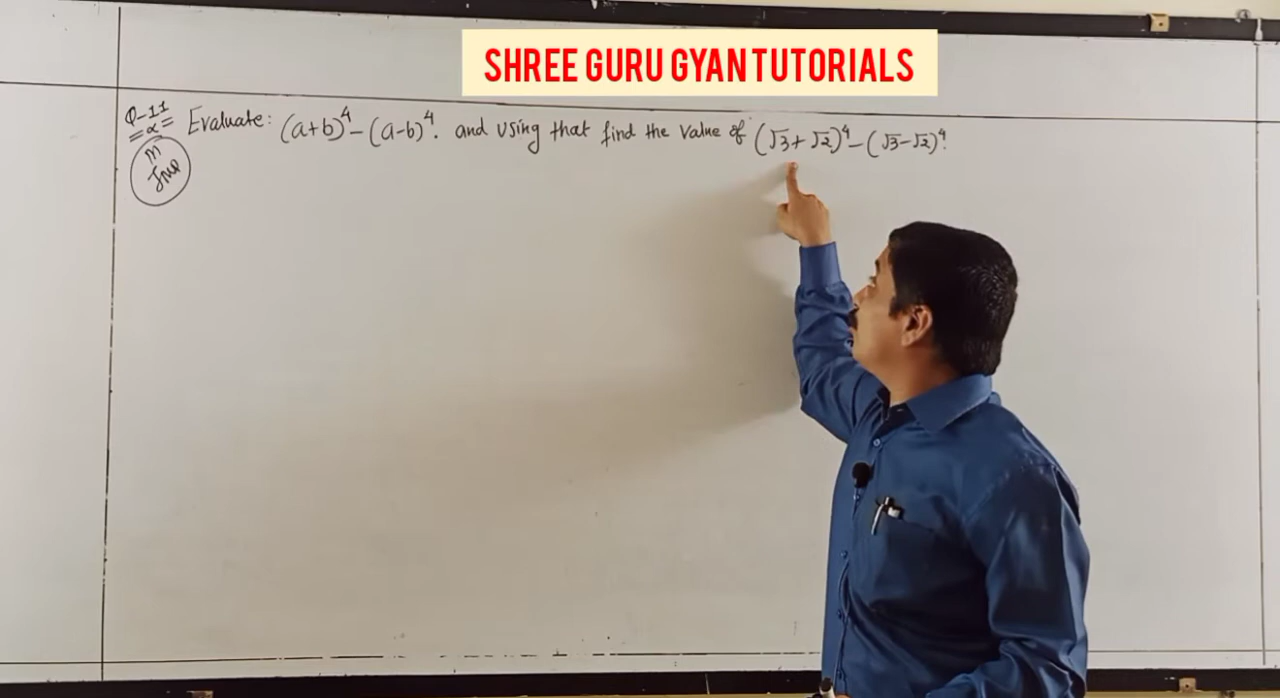 SHREE GURU GYAN TUTORIALS
Q-11 Evaluate: (a+b)⁴-(a-b)⁴. and using that find the value of (√3+√2)⁴-(√3-√2)⁴.
m